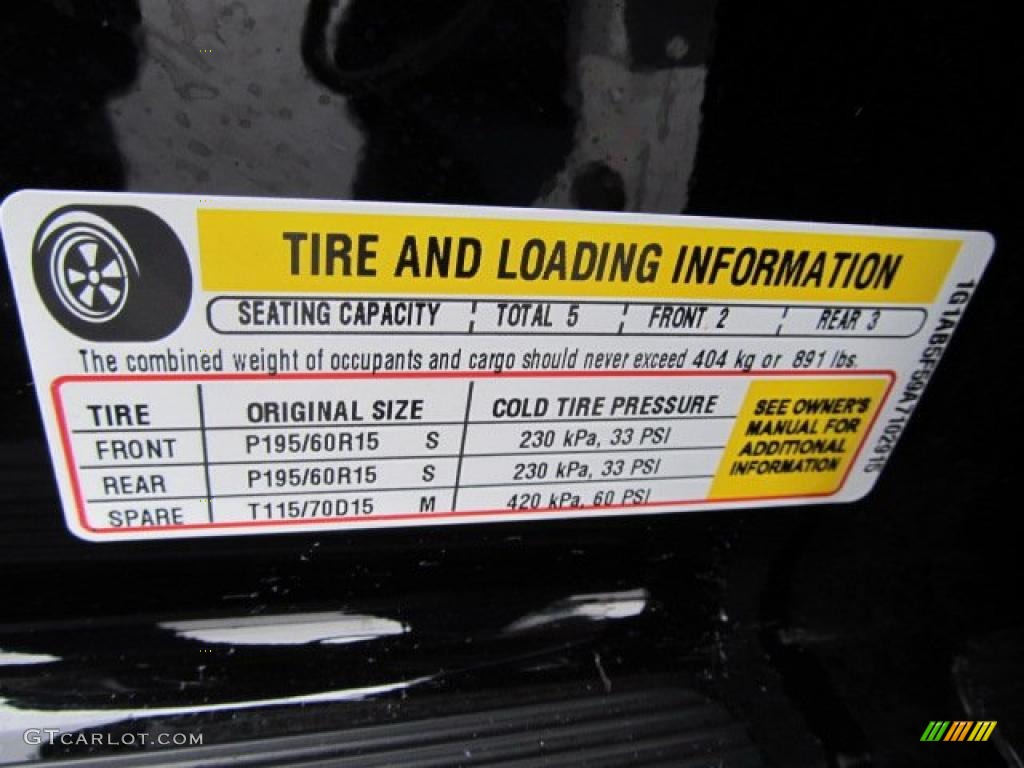 TIRE AND LOADING INFORMATION
SEATING CAPACITY TOTAL 5 FRONT 2 REAR 3
The combined weight of occupants and cargo should never exceed 404 kg or 891 lbs.
TIRE ORIGINAL SIZE COLD TIRE PRESSURE
FRONT P195/60R15 S 230 kPa, 33 PSI
REAR P195/60R15 S 230 kPa, 33 PSI
SPARE T115/70D15 M 420 kPa, 60 PSI
SEE OWNER'S
MANUAL FOR
ADDITIONAL
INFORMATION
1G1AB5F59A7102915
GTCARLOT.COM